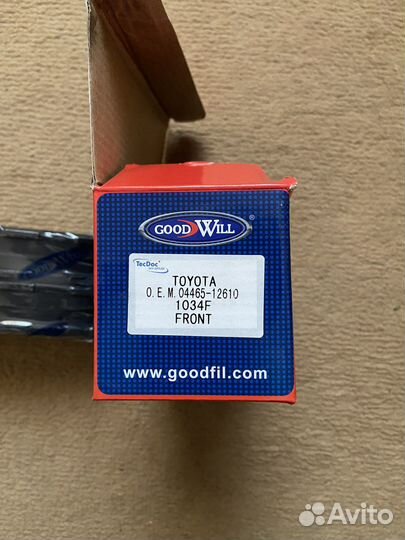 GOODWILL®
TecDoc
TOYOTA
O.E.M.04465-12610
1034F
FRONT
www.goodfil.com
Avito